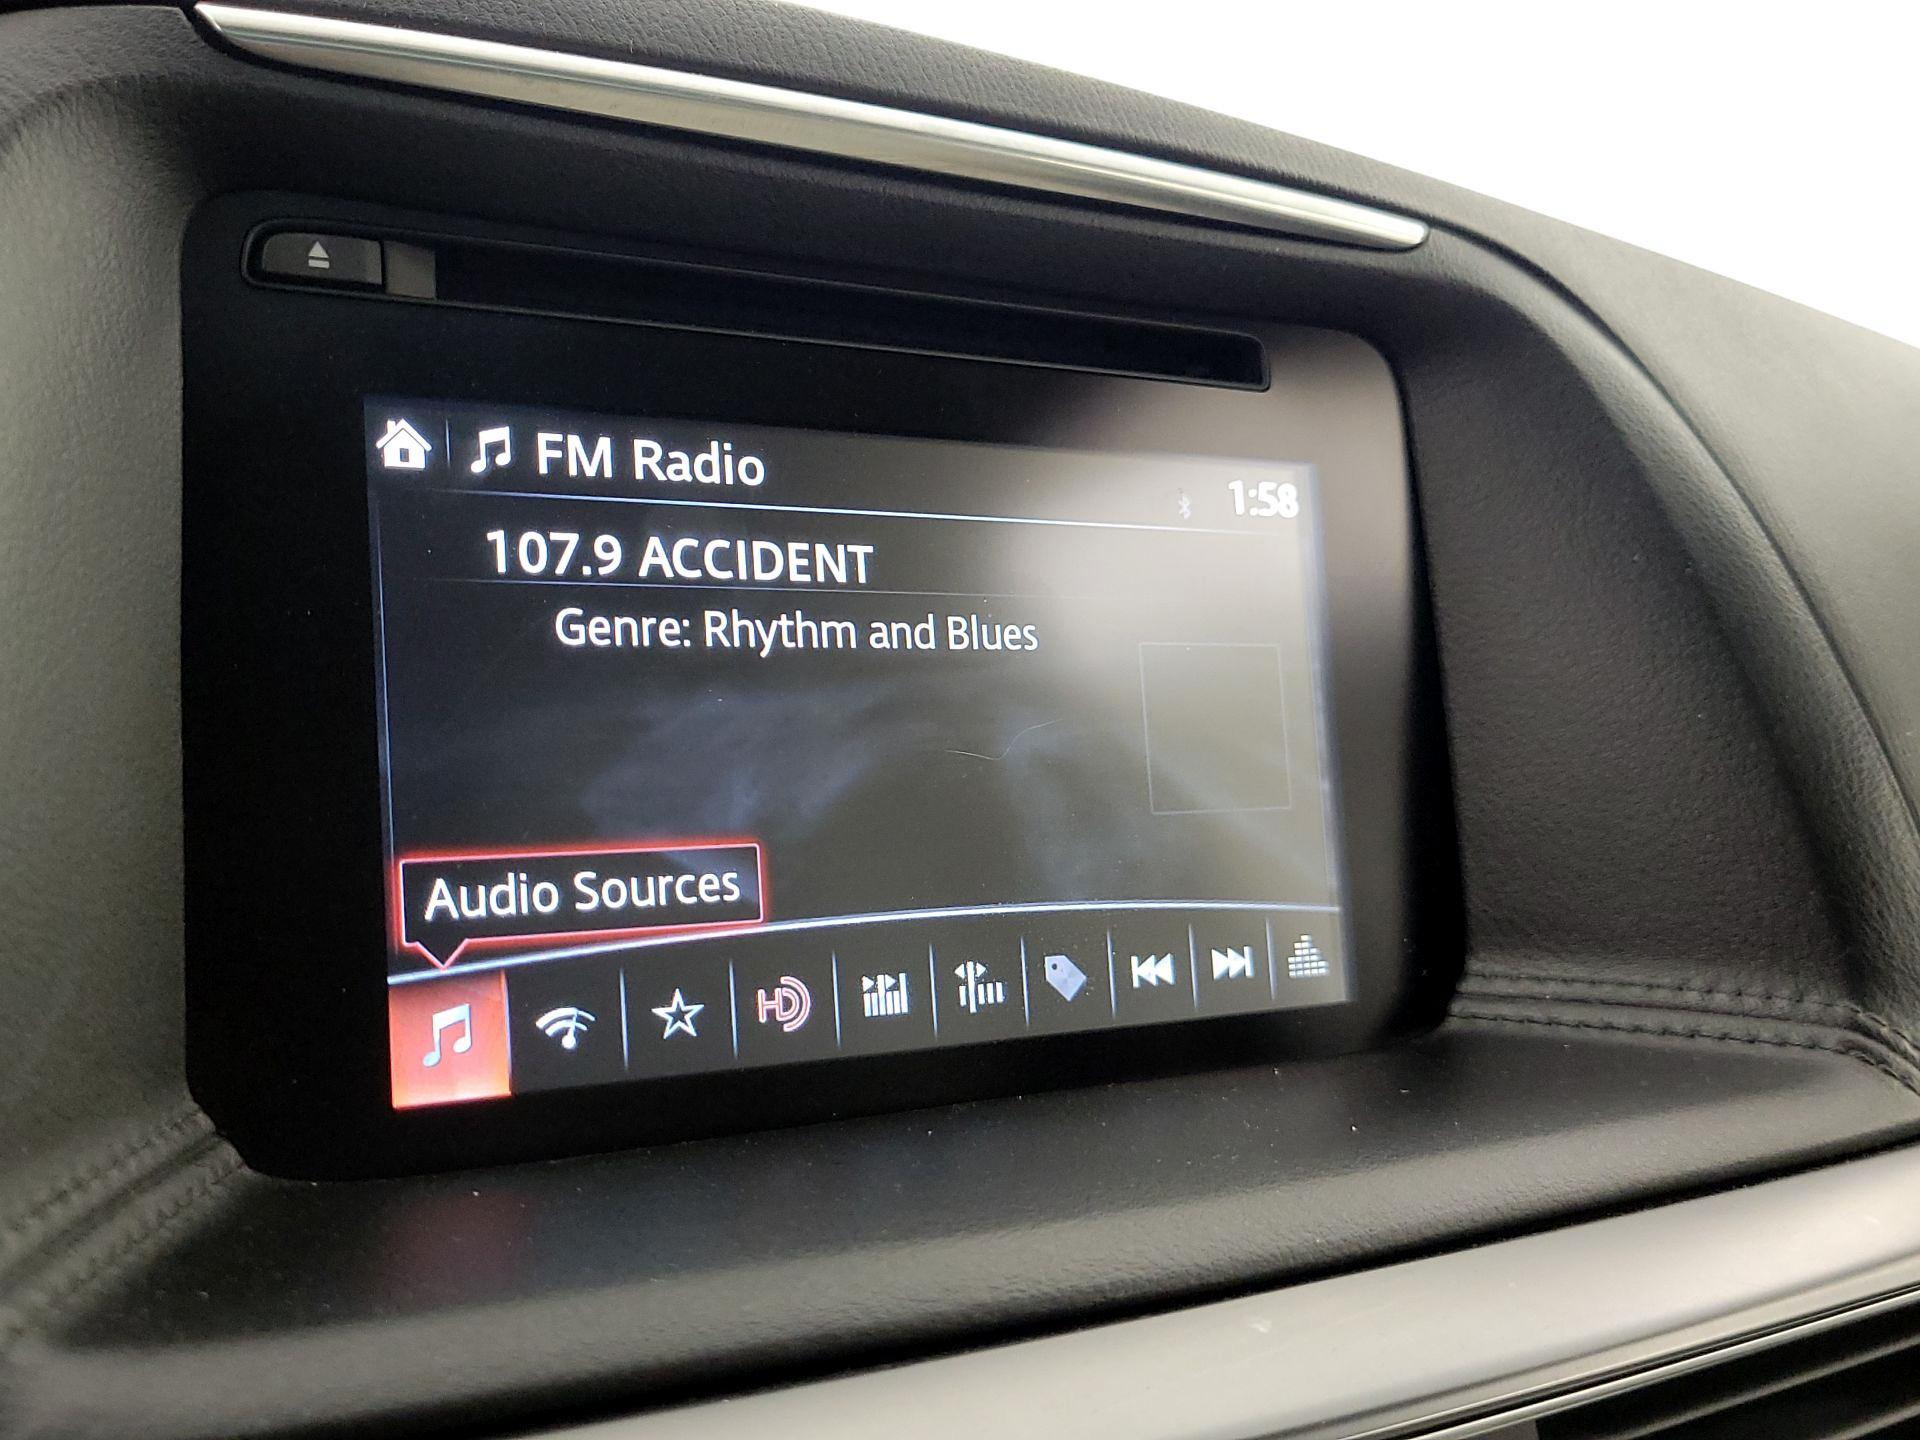 FM Radio
1:58
107.9 ACCIDENT
Genre: Rhythm and Blues
Audio Sources
HD